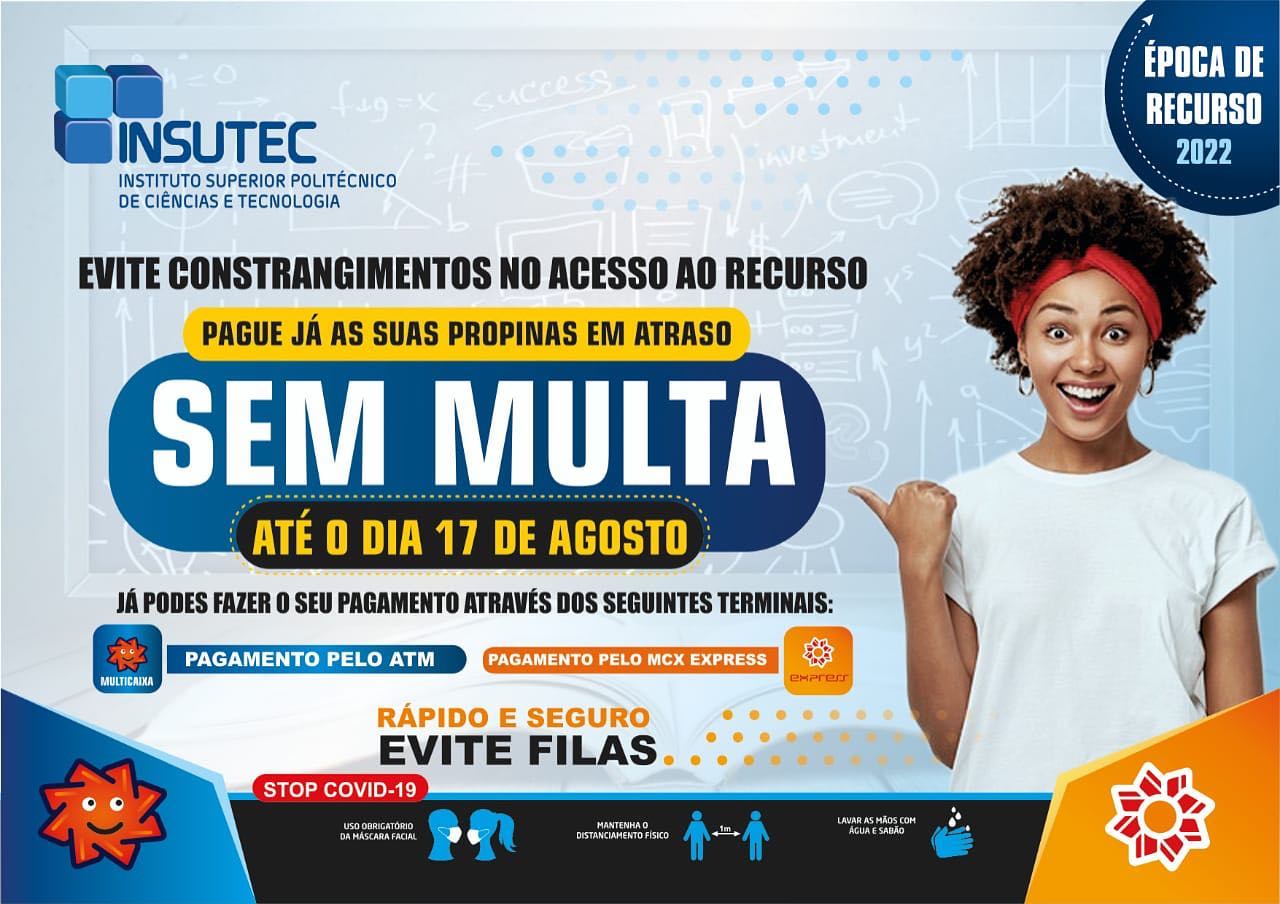 INSUTEC
INSTITUTO SUPERIOR POLITÉCNICO
DE CIÊNCIAS E TECNOLOGIA
ÉPOCA DE
RECURSO
2022
f+g=x
success
investment
EVITE CONSTRANGIMENTOS NO ACESSO AO RECURSO
PAGUE JÁ AS SUAS PROPINAS EM ATRASO
SEM MULTA
ATÉ O DIA 17 DE AGOSTO
JÁ PODES FAZER O SEU PAGAMENTO ATRAVÉS DOS SEGUINTES TERMINAIS:
MULTICAIXA
PAGAMENTO PELO ATM
PAGAMENTO PELO MCX EXPRESS
express
RÁPIDO E SEGURO
EVITE FILAS
STOP COVID-19
USO OBRIGATÓRIO
DA MÁSCARA FACIAL
MANTENHA O
DISTANCIAMENTO FÍSICO
1m
LAVAR AS MÃOS COM
ÁGUA E SABÃO